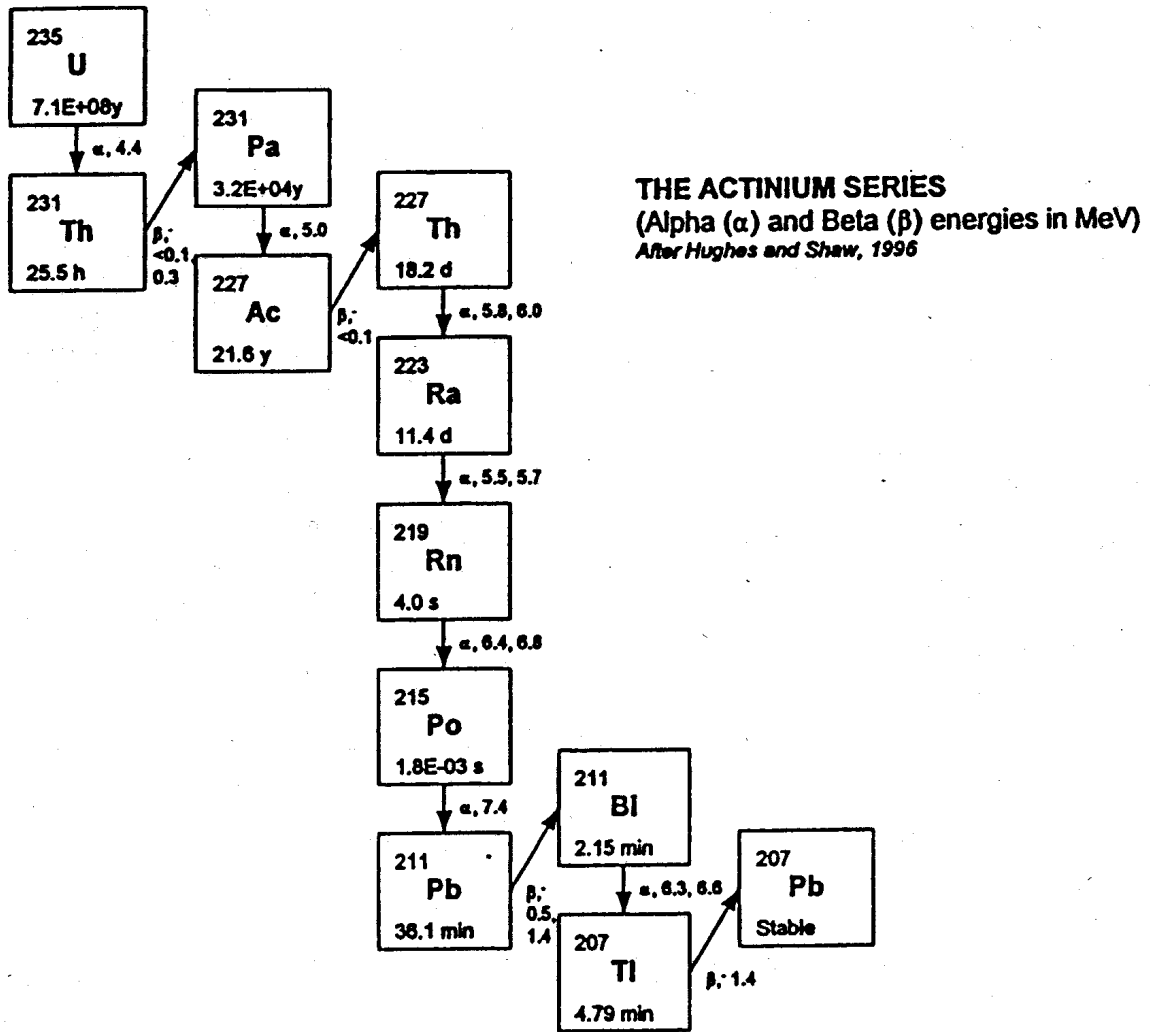 235
U
7.1E+08y
α, 4.4
231
Th
25.5 h
β,-
<0.1,
0.3
231
Pa
3.2E+04y
α, 5.0
227
Ac
21.6 y
β,-
<0.1
227
Th
18.2 d
α, 5.8, 6.0
223
Ra
11.4 d
α, 5.5, 5.7
219
Rn
4.0 s
α, 6.4, 6.8
215
Po
1.8E-03 s
α, 7.4
211
Pb
36.1 min
β,-
0.5,
1.4
211
Bi
2.15 min
α, 6.3, 6.6
207
Tl
4.79 min
β,- 1.4
207
Pb
Stable
THE ACTINIUM SERIES
(Alpha (α) and Beta (β) energies in MeV)
After Hughes and Shaw, 1996